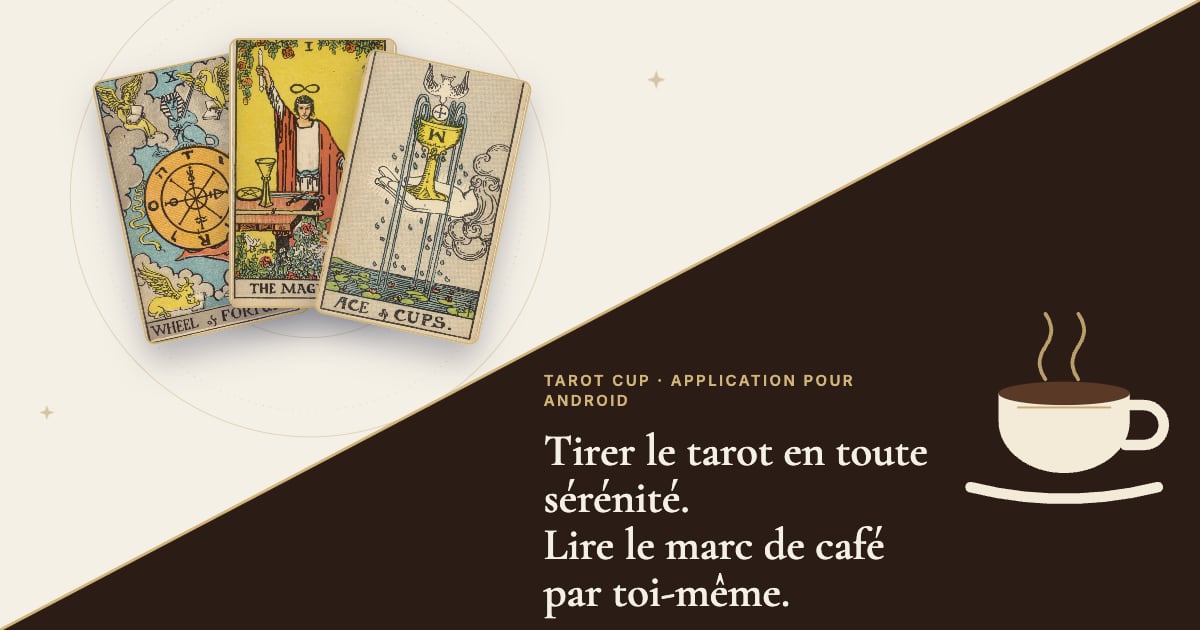 X
I
WHEEL of FORTU
THE MAG
ACE of CUPS.
TAROT CUP · APPLICATION POUR
ANDROID
Tirer le tarot en toute
sérénité.
Lire le marc de café
par toi-même.